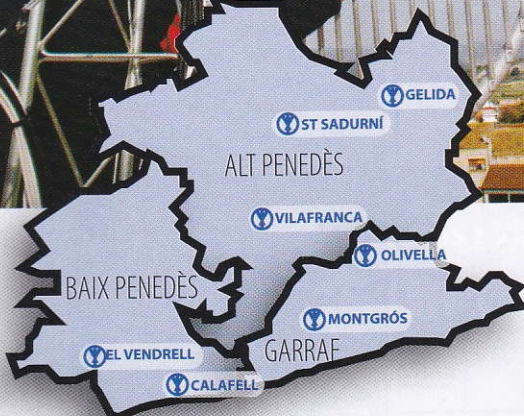 GELIDA
ST SADURNÍ
ALT PENEDÈS
VILAFRANCA
OLIVELLA
BAIX PENEDÈS
MONTGRÓS
GARRAF
EL VENDRELL
CALAFELL